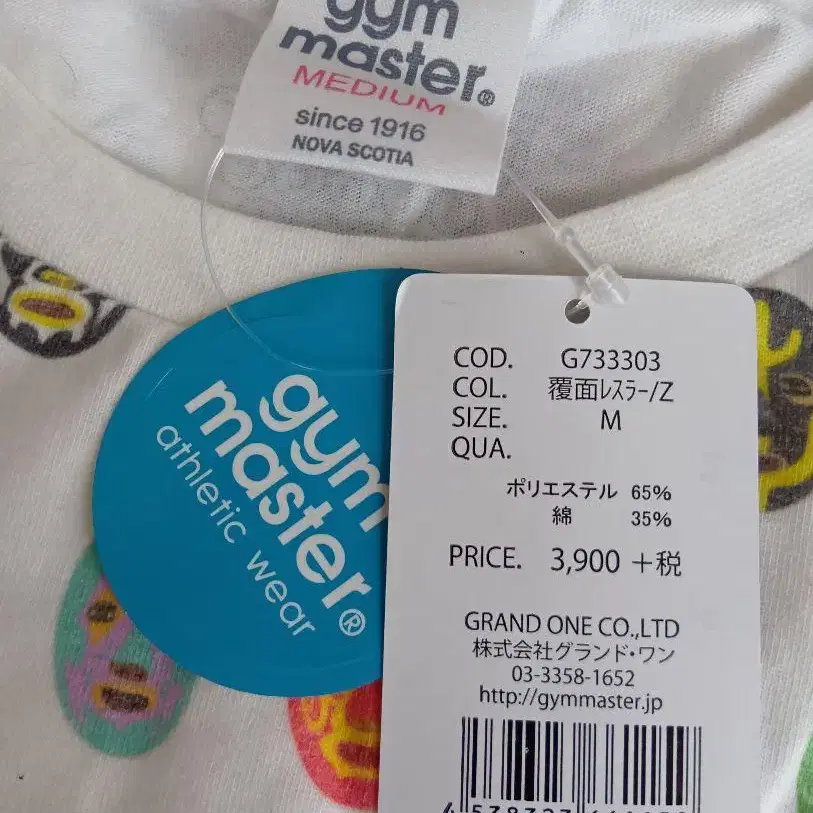 gym
master®
MEDIUM
since 1916
NOVA SCOTIA
gym
master®
athletic wear
COD. G733303
COL. 覆面ﾚｽﾗｰ/Z
SIZE. M
QUA.
ポリエステル 65%
綿 35%
PRICE. 3,900 +税
GRAND ONE CO.,LTD
株式会社グランド・ワン
03-3358-1652
http://gymmaster.jp